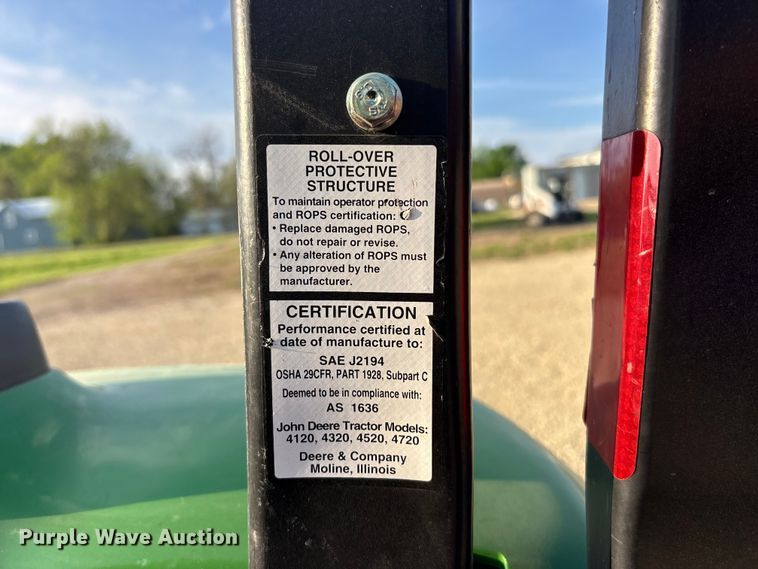 ROLL-OVER
PROTECTIVE
STRUCTURE
To maintain operator protection
and ROPS certification:
• Replace damaged ROPS,
do not repair or revise.
• Any alteration of ROPS must
be approved by the
manufacturer.
CERTIFICATION
Performance certified at
date of manufacture to:
SAE J2194
OSHA 29CFR, PART 1928, Subpart C
Deemed to be in compliance with:
AS 1636
John Deere Tractor Models:
4120, 4320, 4520, 4720
Deere & Company
Moline, Illinois
Purple Wave Auction